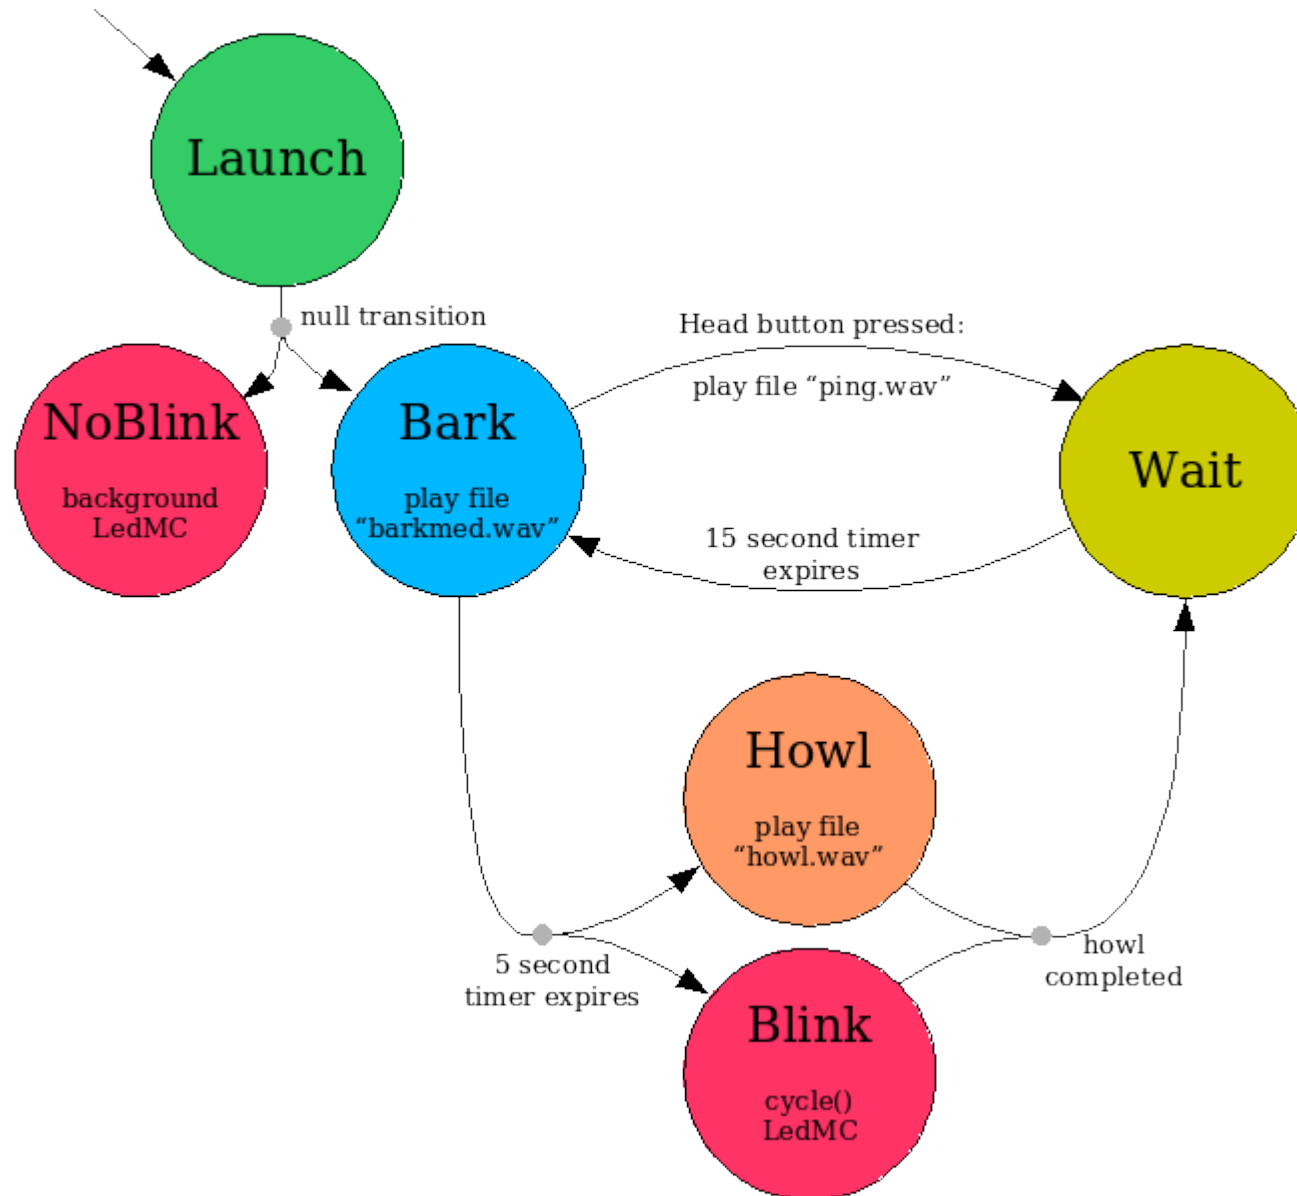 Launch
null transition
NoBlink
background
LedMC
Bark
play file
“barkmed.wav”
Head button pressed:
play file “ping.wav”
Wait
15 second timer
expires
Howl
play file
“howl.wav”
5 second
timer expires
howl
completed
Blink
cycle()
LedMC